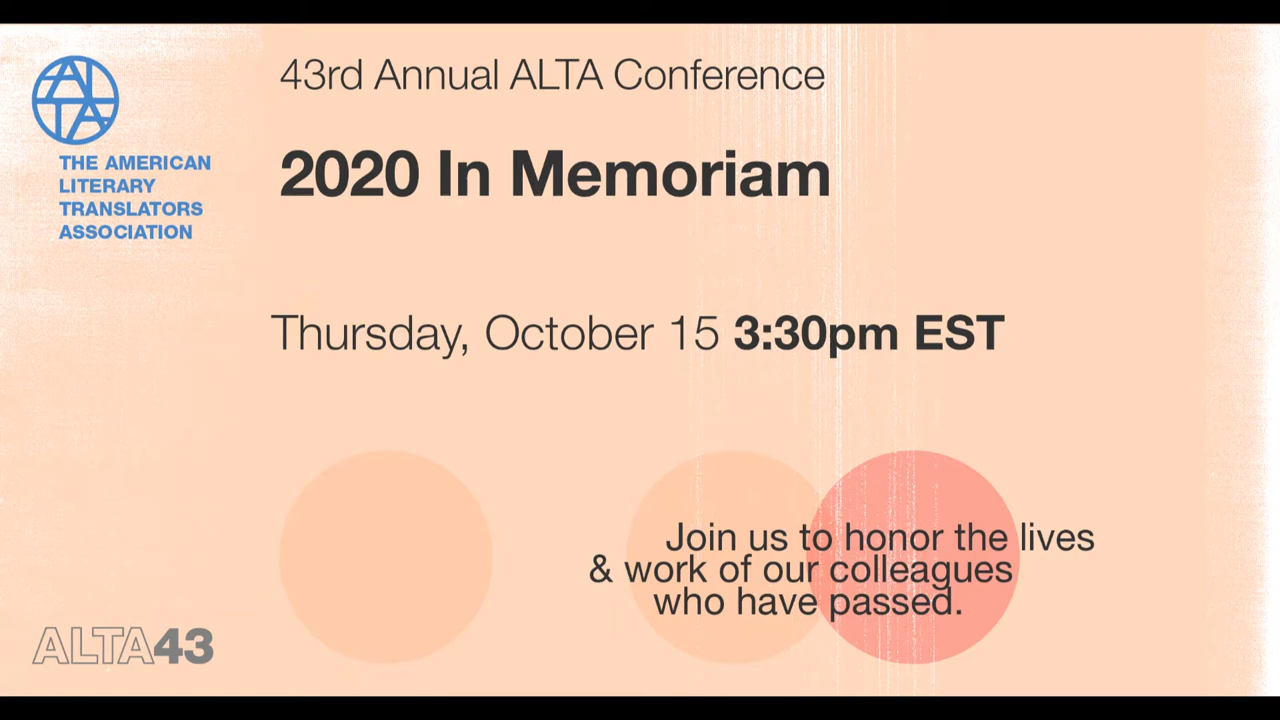 43rd Annual ALTA Conference
ALTA
THE AMERICAN
LITERARY
TRANSLATORS
ASSOCIATION
2020 In Memoriam
Thursday, October 15 3:30pm EST
Join us to honor the lives
& work of our colleagues
who have passed.
ALTA43